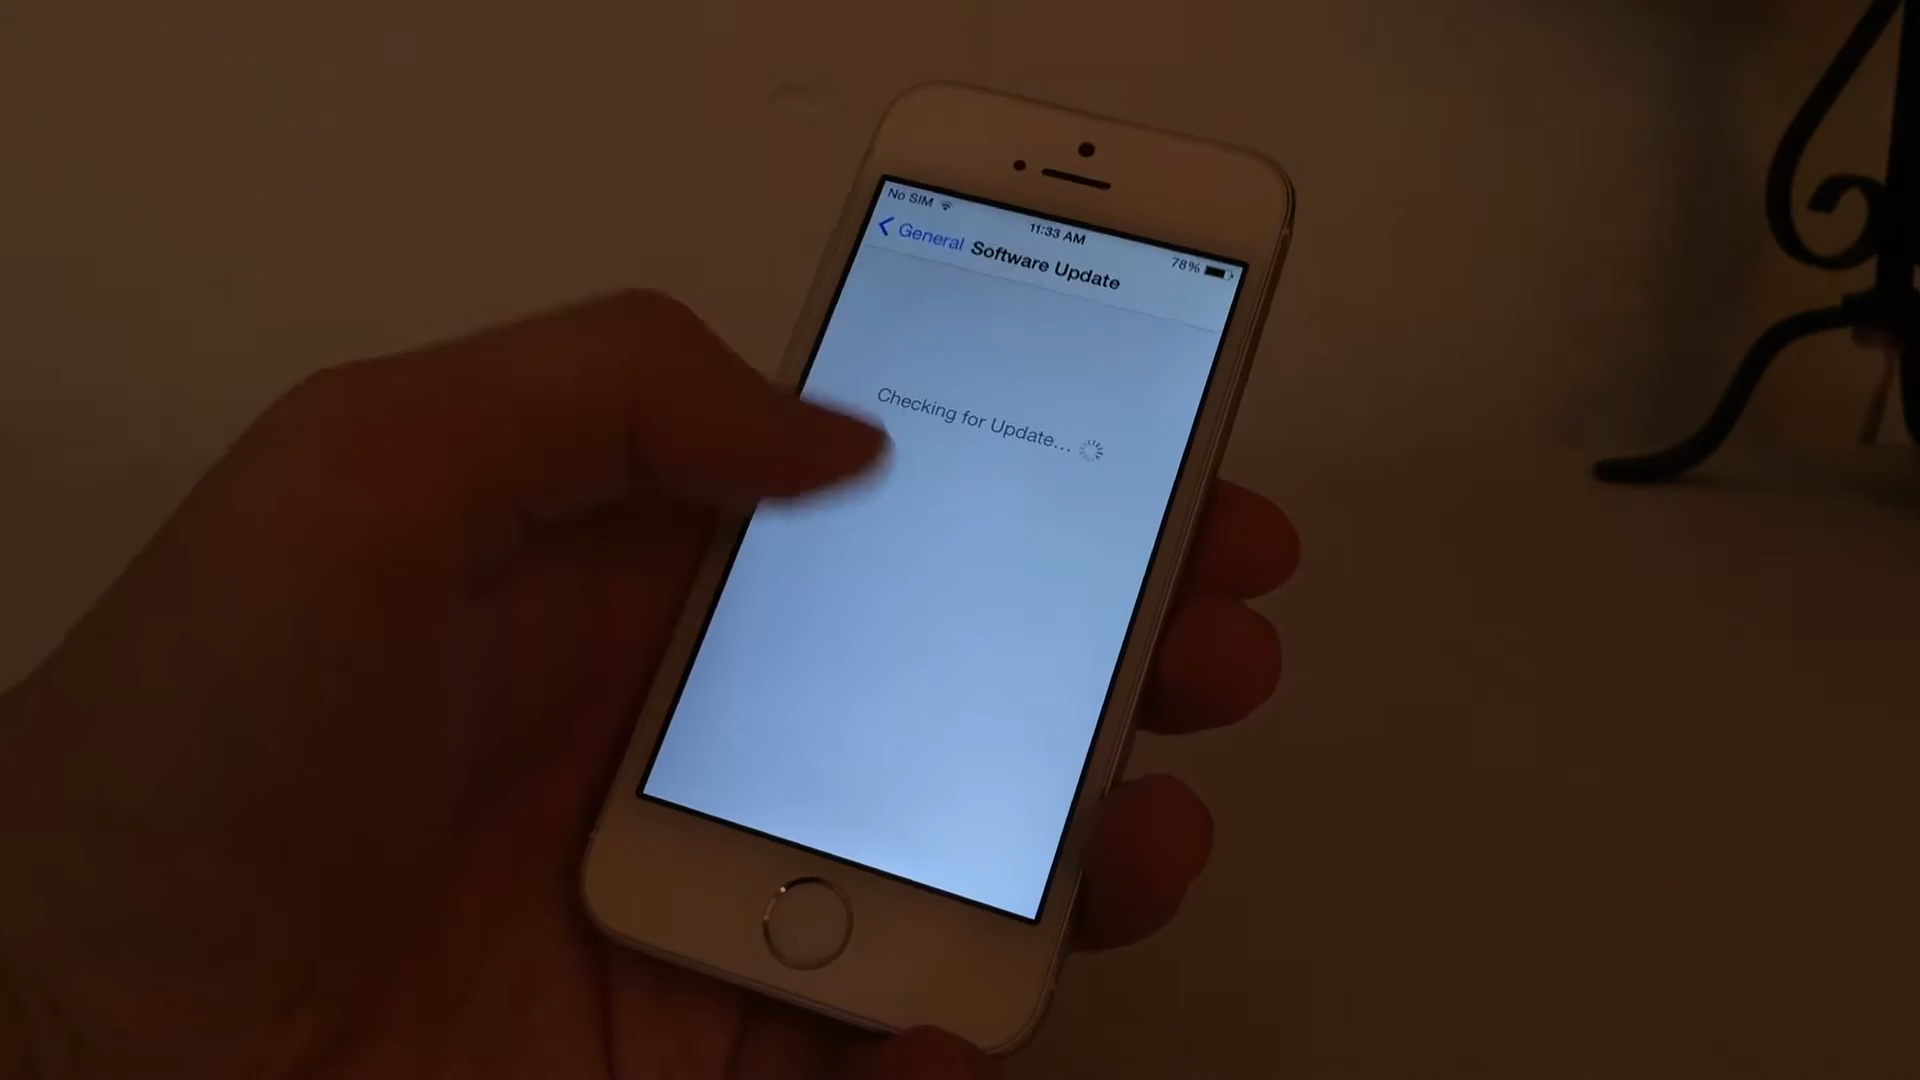 No SIM
11:33 AM
78%
General
Software Update
Checking for Update...